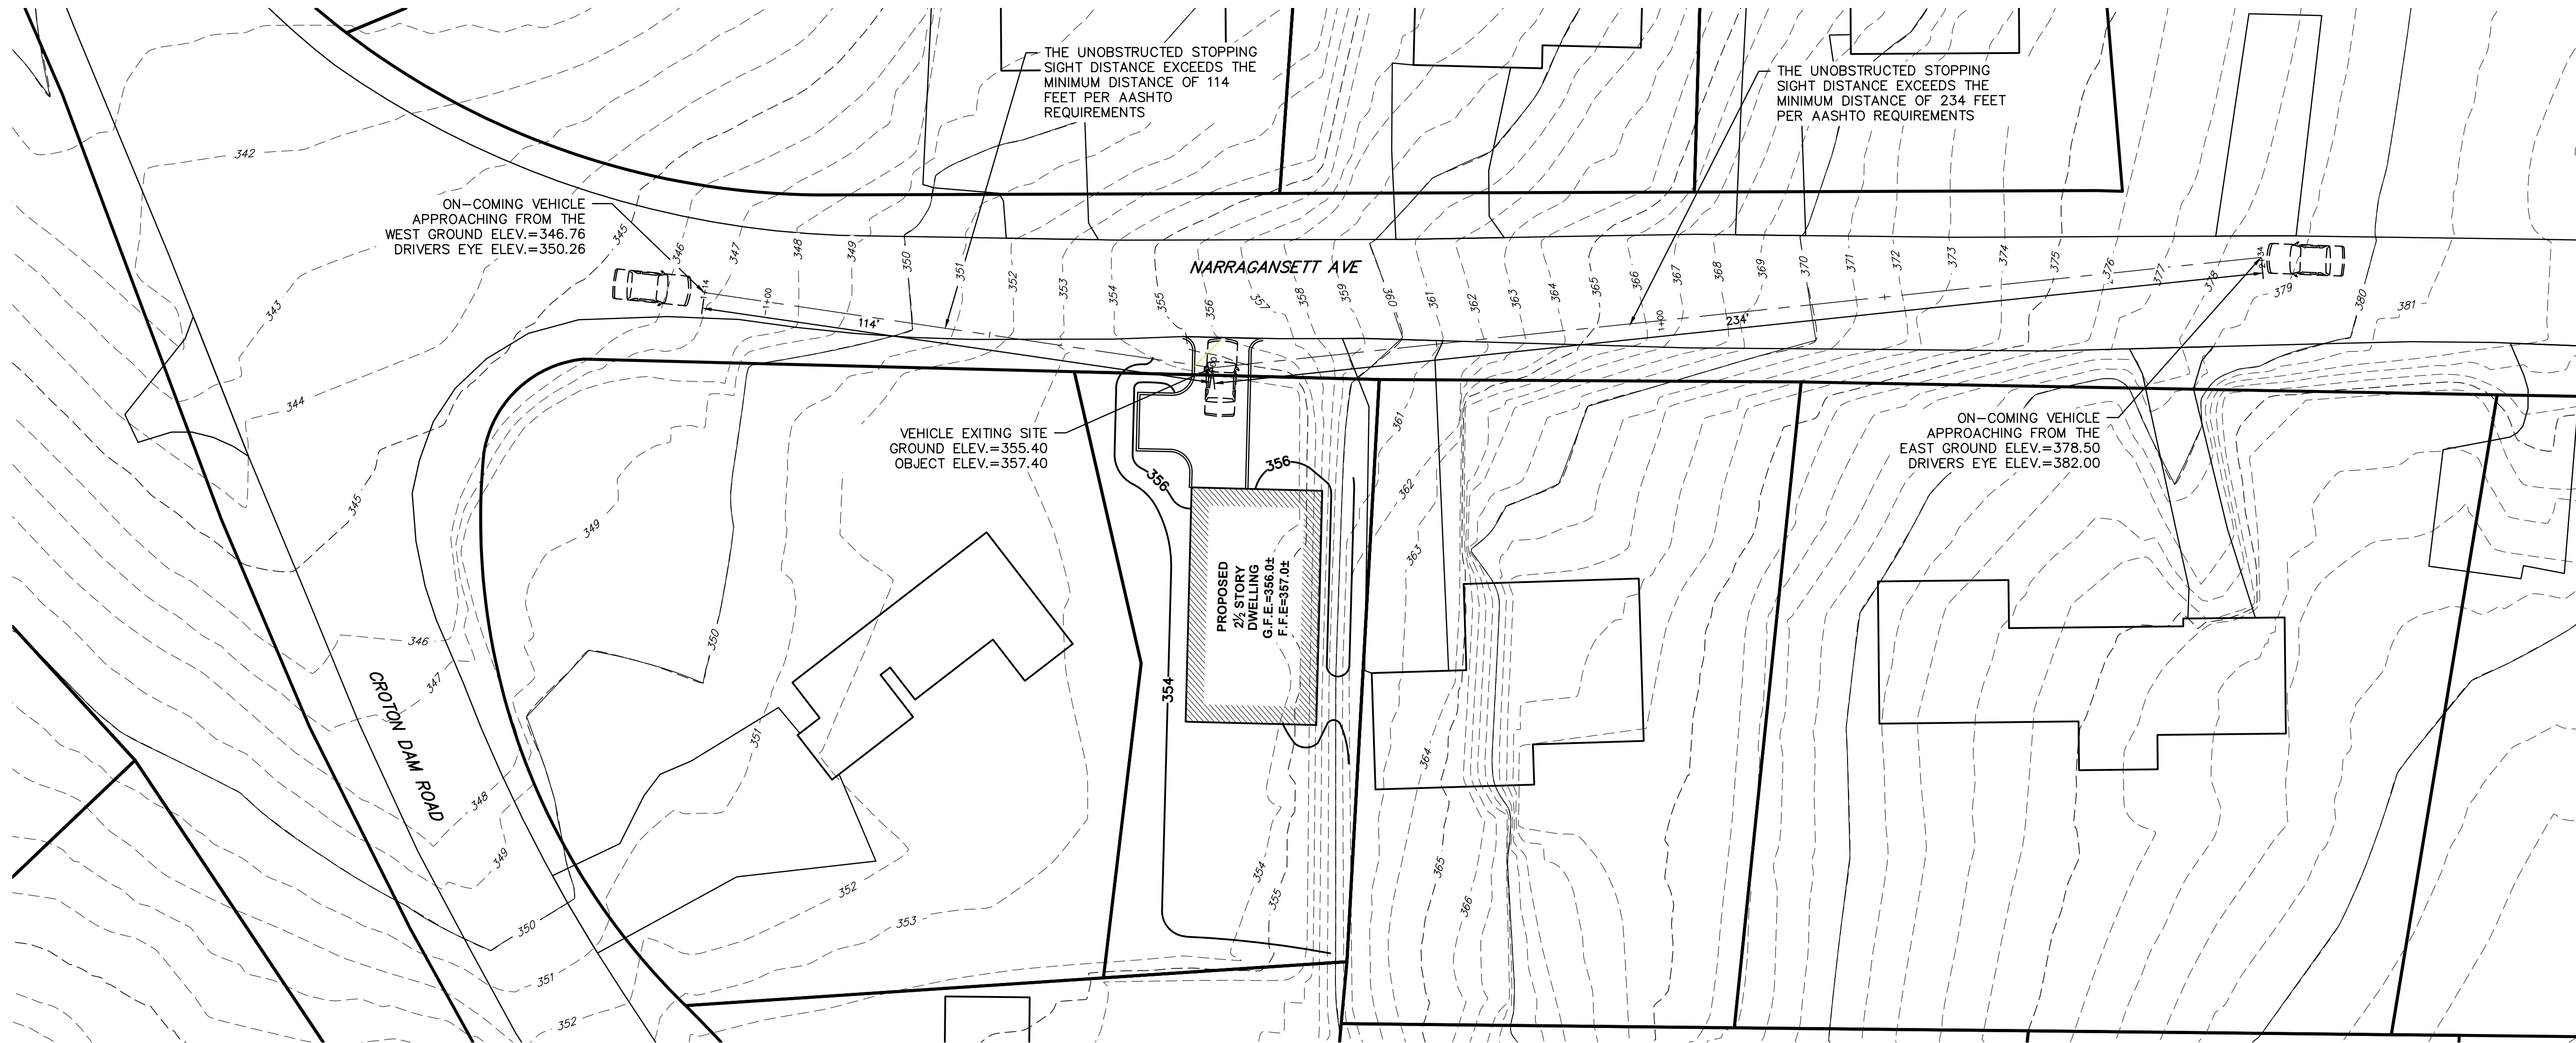 THE UNOBSTRUCTED STOPPING
SIGHT DISTANCE EXCEEDS THE
MINIMUM DISTANCE OF 114
FEET PER AASHTO
REQUIREMENTS
THE UNOBSTRUCTED STOPPING
SIGHT DISTANCE EXCEEDS THE
MINIMUM DISTANCE OF 234 FEET
PER AASHTO REQUIREMENTS
342
ON-COMING VEHICLE
APPROACHING FROM THE
WEST GROUND ELEV.=346.76
DRIVERS EYE ELEV.=350.26
345
346
347
348
349
350
351
352
353
354
355
356
357
358
359
360
361
362
363
364
365
366
367
368
369
370
371
372
373
374
375
376
377
378
379
380
381
NARRAGANSETT AVE
1+00
114'
1+00
234'
2+34
343
344
345
346
347
348
349
350
351
352
349
350
351
352
353
VEHICLE EXITING SITE
GROUND ELEV.=355.40
OBJECT ELEV.=357.40
ON-COMING VEHICLE
APPROACHING FROM THE
EAST GROUND ELEV.=378.50
DRIVERS EYE ELEV.=382.00
356
356
354
PROPOSED
2½ STORY
DWELLING
G.F.E.=356.0±
F.F.E=357.0±
354
355
361
362
363
364
365
366
CROTON DAM ROAD